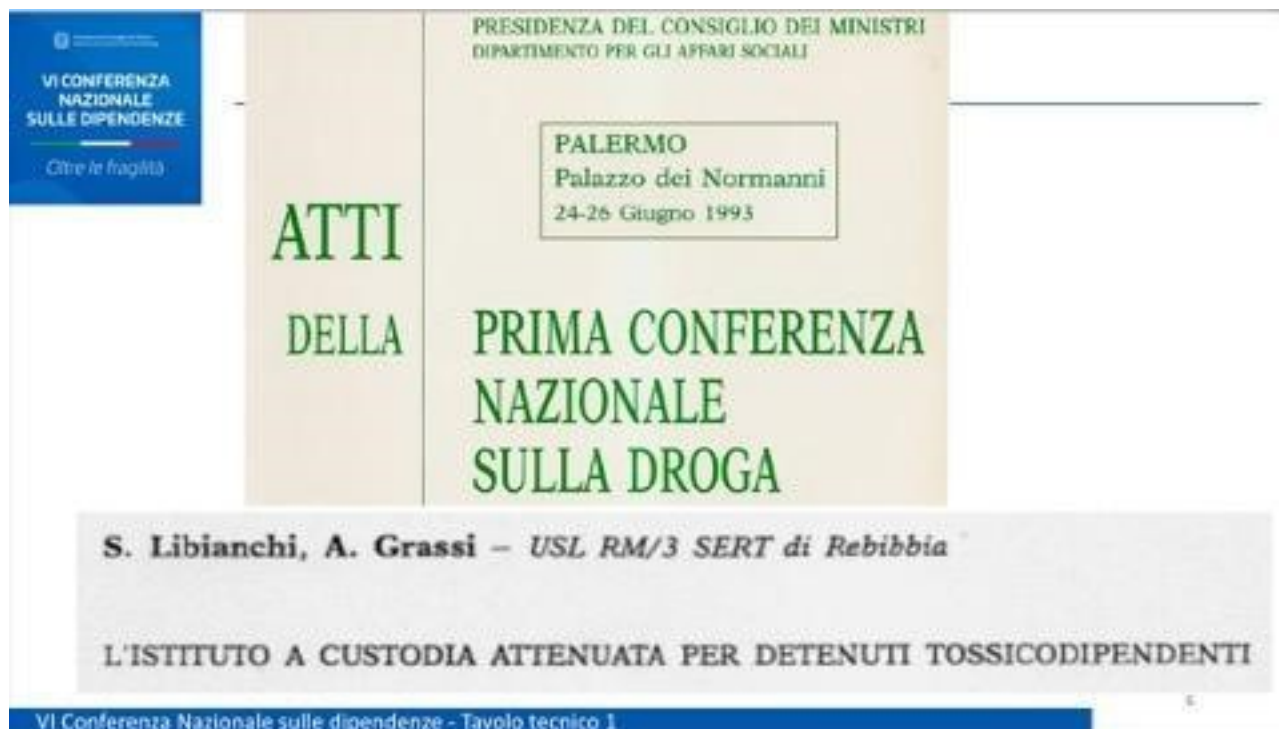 VI CONFERENZA
NAZIONALE
SULLE DIPENDENZE
Oltre le fragilità
PRESIDENZA DEL CONSIGLIO DEI MINISTRI
DIPARTIMENTO PER GLI AFFARI SOCIALI
PALERMO
Palazzo dei Normanni
24-26 Giugno 1993
ATTI
DELLA
PRIMA CONFERENZA
NAZIONALE
SULLA DROGA
S. Libianchi, A. Grassi – USL RM/3 SERT di Rebibbia
L'ISTITUTO A CUSTODIA ATTENUATA PER DETENUTI TOSSICODIPENDENTI
VI Conferenza Nazionale sulle dipendenze - Tavolo tecnico 1